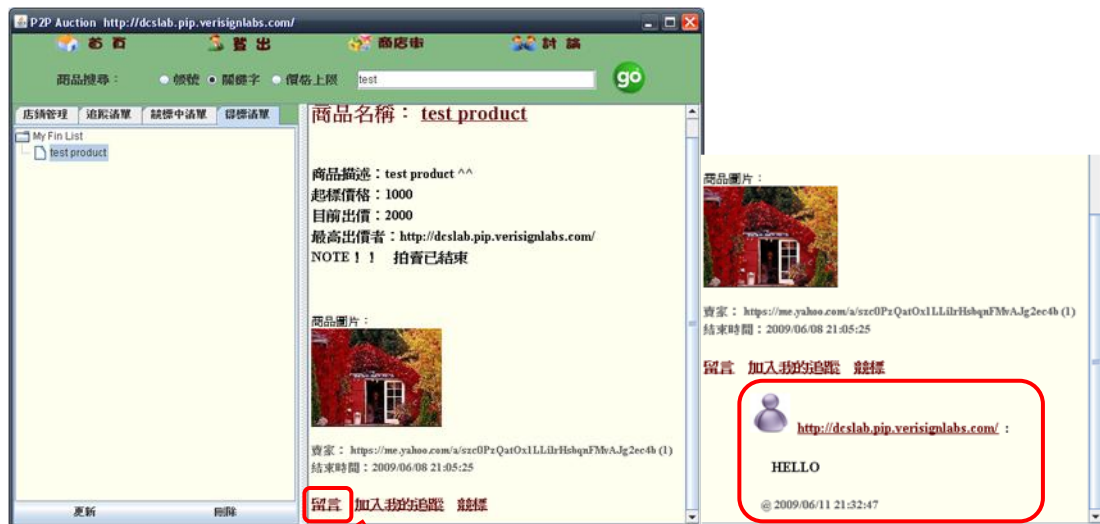 P2P Auction http://dcslab.pip.verisignlabs.com/
首頁 登出 商店街 討論
商品搜尋： 帳號 關鍵字 價格上限 test go
店鋪管理 追蹤清單 競標中清單 得標清單
My Fin List
test product
更新 刪除
商品名稱： test product
商品描述：test product ^^
起標價格：1000
目前出價：2000
最高出價者：http://dcslab.pip.verisignlabs.com/
NOTE！！ 拍賣已結束
商品圖片：
賣家： https://me.yahoo.com/a/szc0PzQatOx1LLilrHsbqnFMvAJg2ec4b (1)
結束時間：2009/06/08 21:05:25
留言 加入我的追蹤 競標
商品圖片：
賣家： https://me.yahoo.com/a/szc0PzQatOx1LLilrHsbqnFMvAJg2ec4b (1)
結束時間：2009/06/08 21:05:25
留言 加入我的追蹤 競標
http://dcslab.pip.verisignlabs.com/ ：
HELLO
@ 2009/06/11 21:32:47